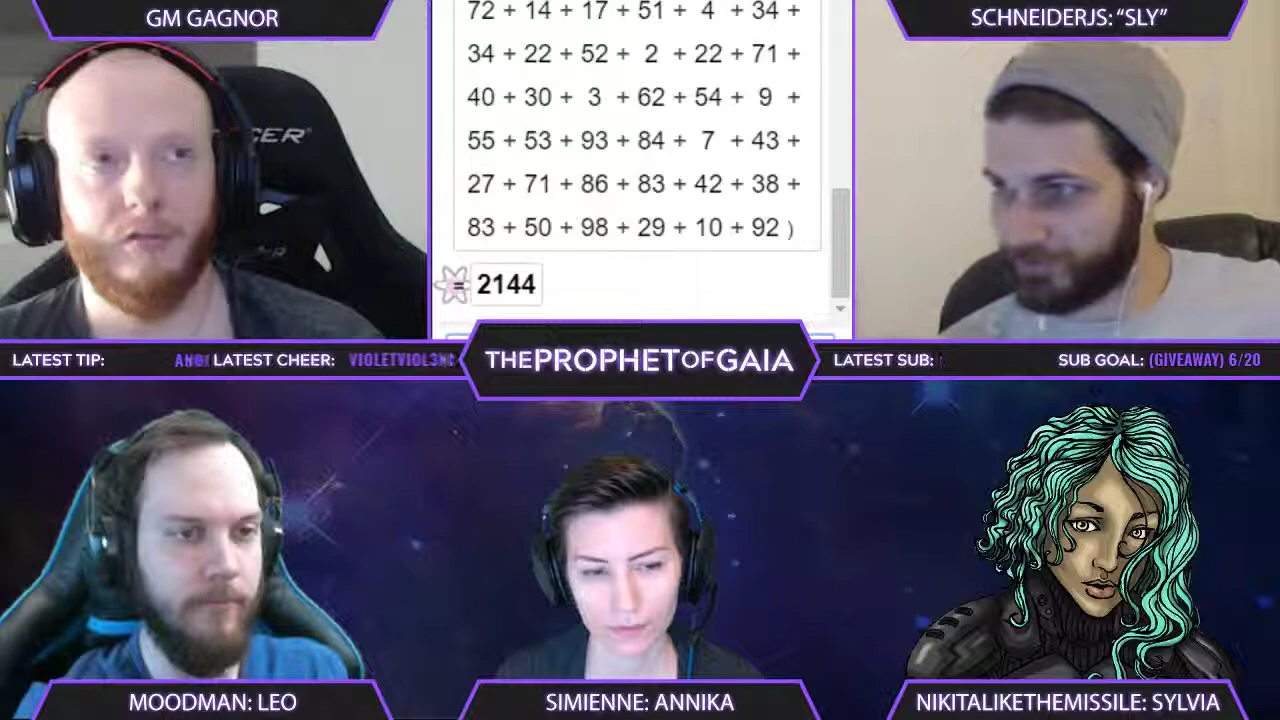 GM GAGNOR
72 + 14 + 17 + 51 + 4 + 34 +
34 + 22 + 52 + 2 + 22 + 71 +
40 + 30 + 3 + 62 + 54 + 9 +
55 + 53 + 93 + 84 + 7 + 43 +
27 + 71 + 86 + 83 + 42 + 38 +
83 + 50 + 98 + 29 + 10 + 92 )
= 2144
SCHNEIDERJS: “SLY”
LATEST TIP:
LATEST CHEER:
THEPROPHETOFGAIA
LATEST SUB:
SUB GOAL: (GIVEAWAY) 6/20
MOODMAN: LEO
SIMIENNE: ANNIKA
NIKITALIKETHEMISSILE: SYLVIA